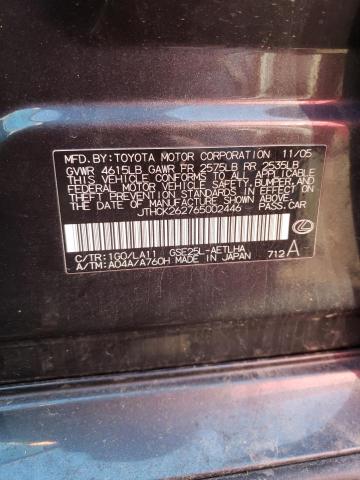 MFD.BY:TOYOTA MOTOR CORPORATION 11/05
GVWR 4615LB GAWR FR 2575LB RR 2535LB
THIS VEHICLE CONFORMS TO ALL APPLICABLE
FEDERAL MOTOR VEHICLE SAFETY,BUMPER,AND
THEFT PREVENTION STANDARDS IN EFFECT ON
THE DATE OF MANUFACTURE SHOWN ABOVE.
JTHCK262765002446 PASS.CAR
C/TR:1G0/LA11 GSE25L-AETLHA
A/TM:A04A/A760H MADE IN JAPAN 712 A